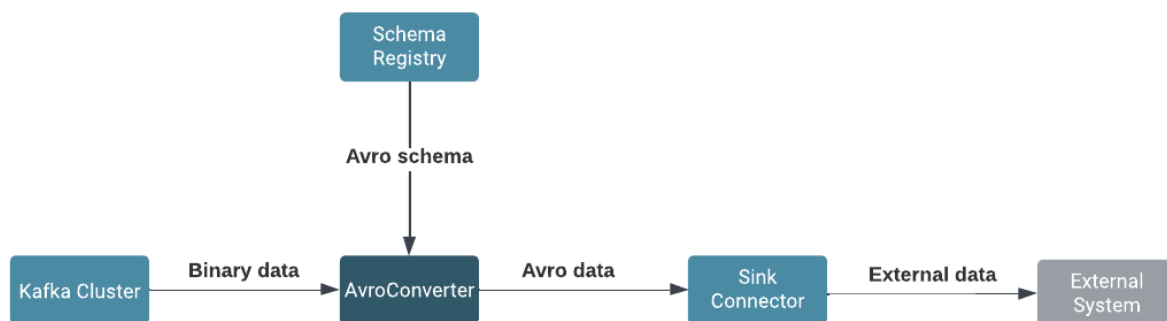 Schema
Registry
Avro schema
Kafka Cluster
Binary data
AvroConverter
Avro data
Sink
Connector
External data
External
System